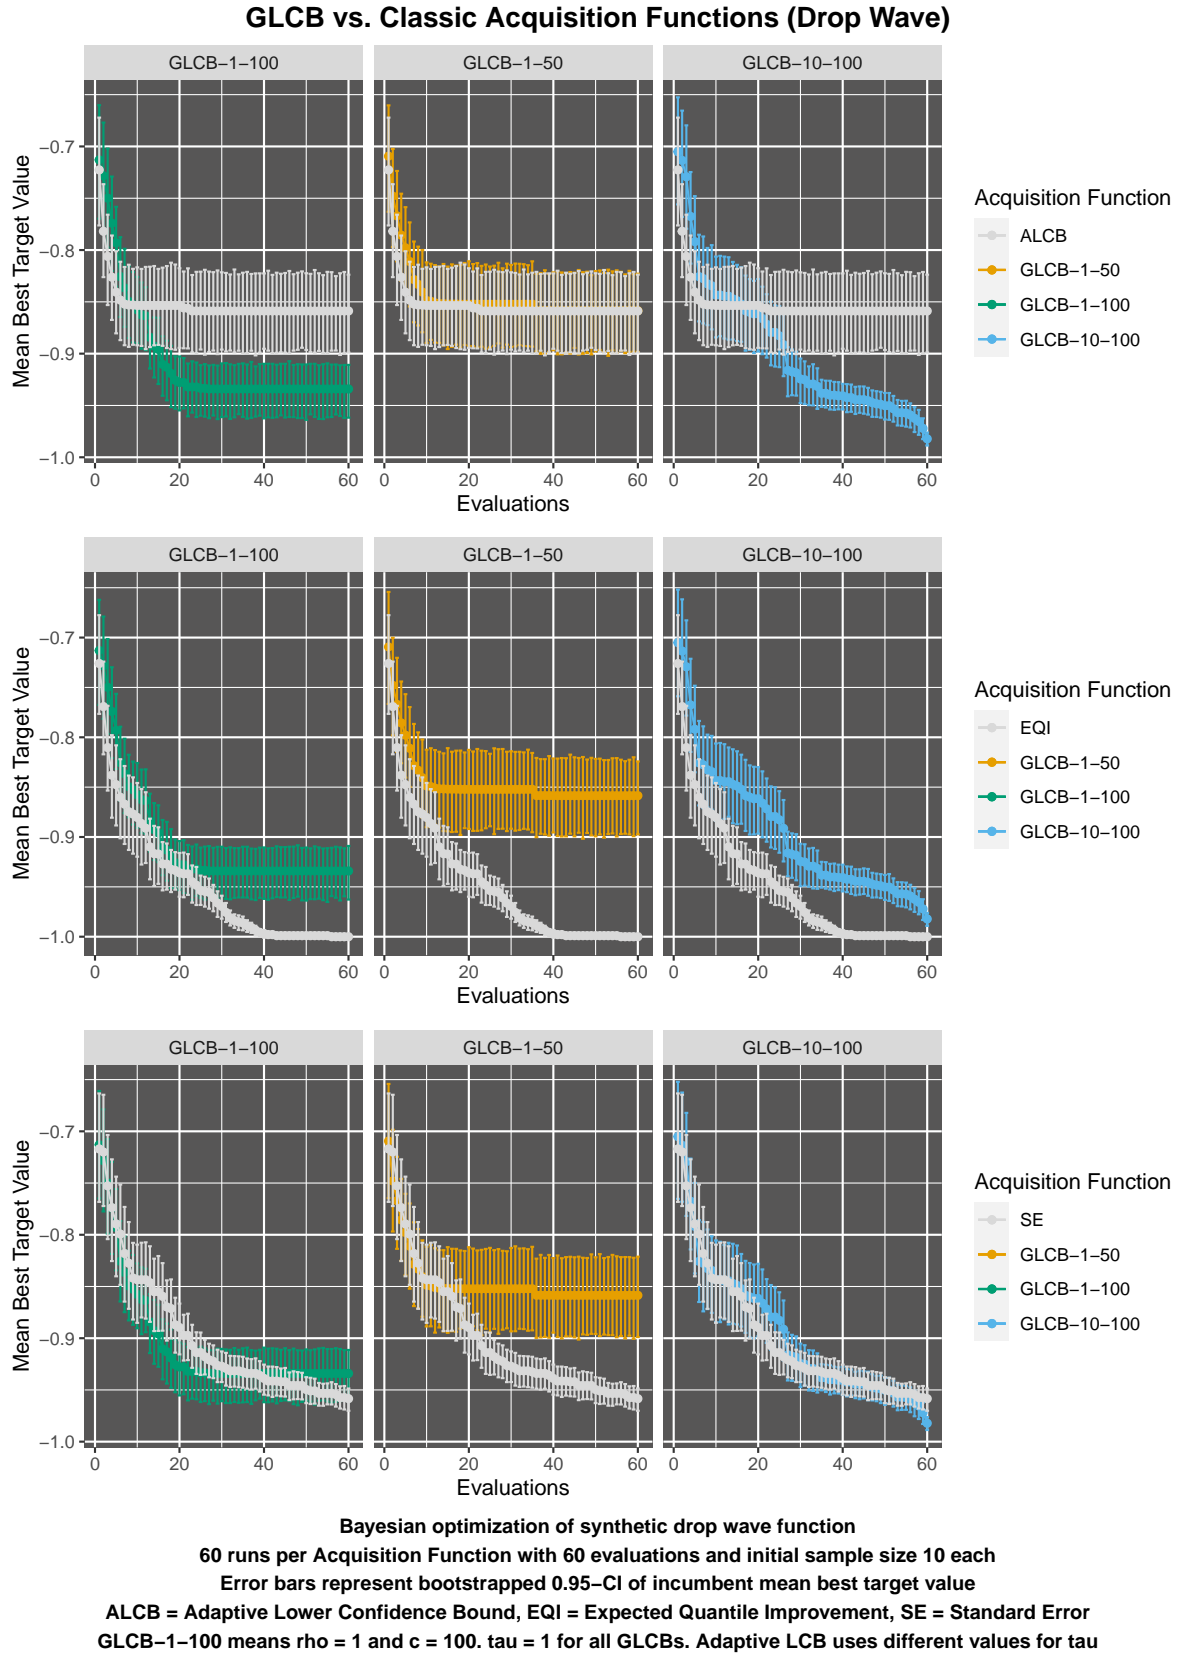 GLCB vs. Classic Acquisition Functions (Drop Wave)
GLCB−1−100 GLCB−1−50 GLCB−10−100
Mean Best Target Value
−0.7
−0.8
−0.9
−1.0
0 20 40 60 0 20 40 60 0 20 40 60
Evaluations
Acquisition Function
ALCB
GLCB−1−50
GLCB−1−100
GLCB−10−100
GLCB−1−100 GLCB−1−50 GLCB−10−100
Mean Best Target Value
−0.7
−0.8
−0.9
−1.0
0 20 40 60 0 20 40 60 0 20 40 60
Evaluations
Acquisition Function
EQI
GLCB−1−50
GLCB−1−100
GLCB−10−100
GLCB−1−100 GLCB−1−50 GLCB−10−100
Mean Best Target Value
−0.7
−0.8
−0.9
−1.0
0 20 40 60 0 20 40 60 0 20 40 60
Evaluations
Acquisition Function
SE
GLCB−1−50
GLCB−1−100
GLCB−10−100
Bayesian optimization of synthetic drop wave function
60 runs per Acquisition Function with 60 evaluations and initial sample size 10 each
Error bars represent bootstrapped 0.95−CI of incumbent mean best target value
ALCB = Adaptive Lower Confidence Bound, EQI = Expected Quantile Improvement, SE = Standard Error
GLCB−1−100 means rho = 1 and c = 100. tau = 1 for all GLCBs. Adaptive LCB uses different values for tau